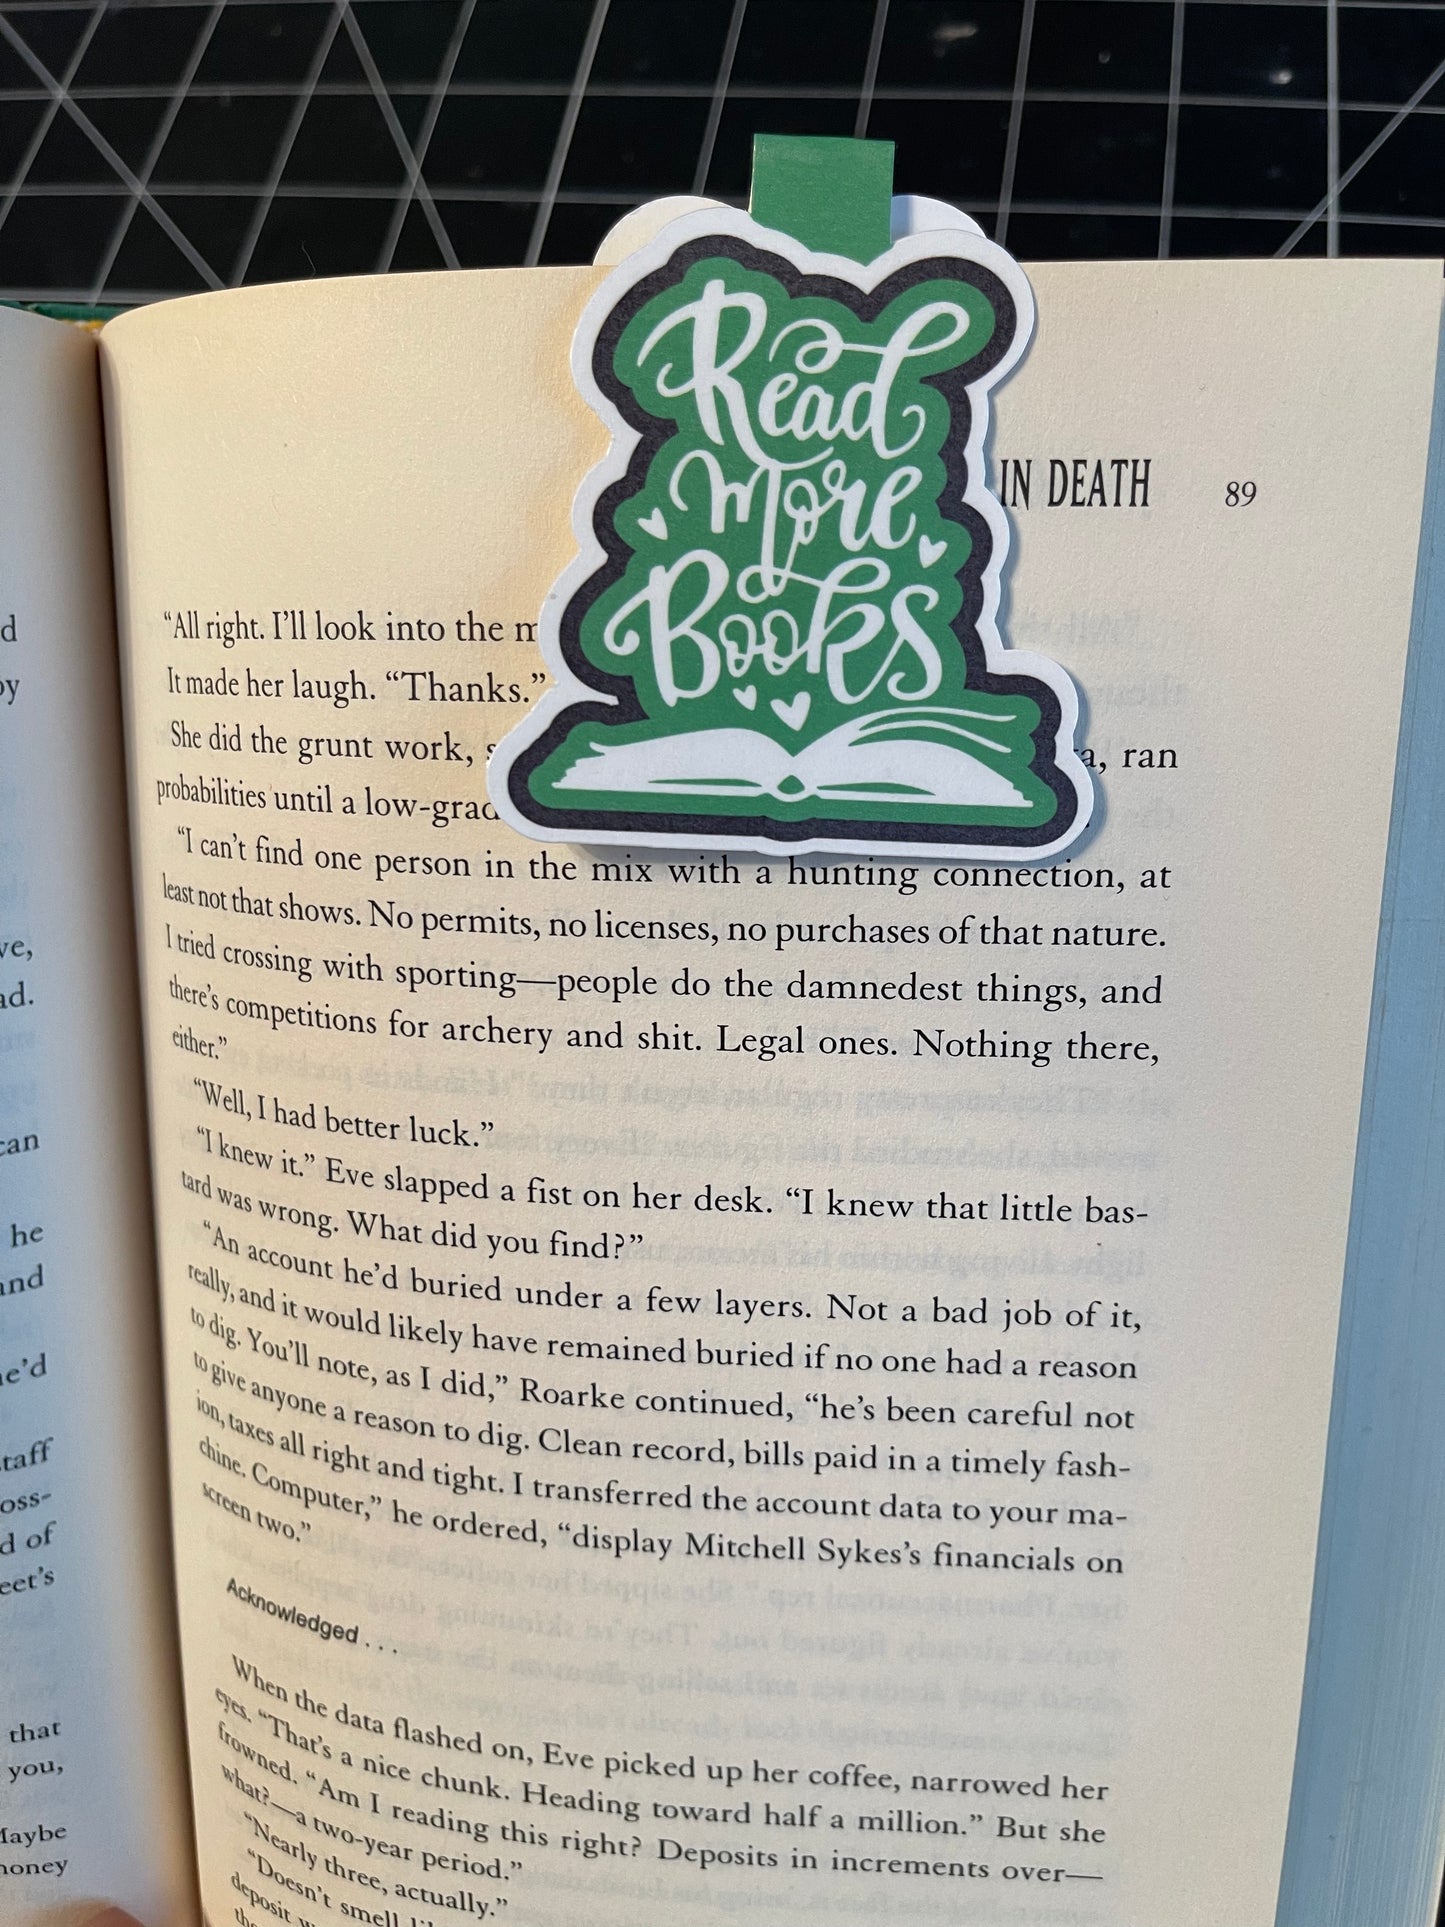 Read
More
Books
IN DEATH 89
d
“All right. I’ll look into the
by
It made her laugh. “Thanks.”
She did the grunt work, ran
probabilities until a
“I can’t find one person in the mix with a hunting connection, at
least not that shows. No permits, no licenses, no purchases of that nature.
I tried crossing with sporting—people do the damnedest things, and
there’s competitions for archery and shit. Legal ones. Nothing there,
either.”
“Well, I had better luck.”
“I knew it.” Eve slapped a fist on her desk. “I knew that little bas-
tard was wrong. What did you find?”
“An account he’d buried under a few layers. Not a bad job of it,
really, and it would likely have remained buried if no one had a reason
to dig. You’ll note, as I did,” Roarke continued, “he’s been careful not
to give anyone a reason to dig. Clean record, bills paid in a timely fash-
ion, taxes all right and tight. I transferred the account data to your ma-
chine. Computer,” he ordered, “display Mitchell Sykes’s financials on
screen two.”
Acknowledged . . .
When the data flashed on, Eve picked up her coffee, narrowed her
eyes. “That’s a nice chunk. Heading toward half a million.” But she
frowned. “Am I reading this right? Deposits in increments over—
what?—a two-year period.”
“Nearly three, actually.”
“Doesn’t smell
deposit
he
and
he’d
staff
d of
that
you,
Maybe
money